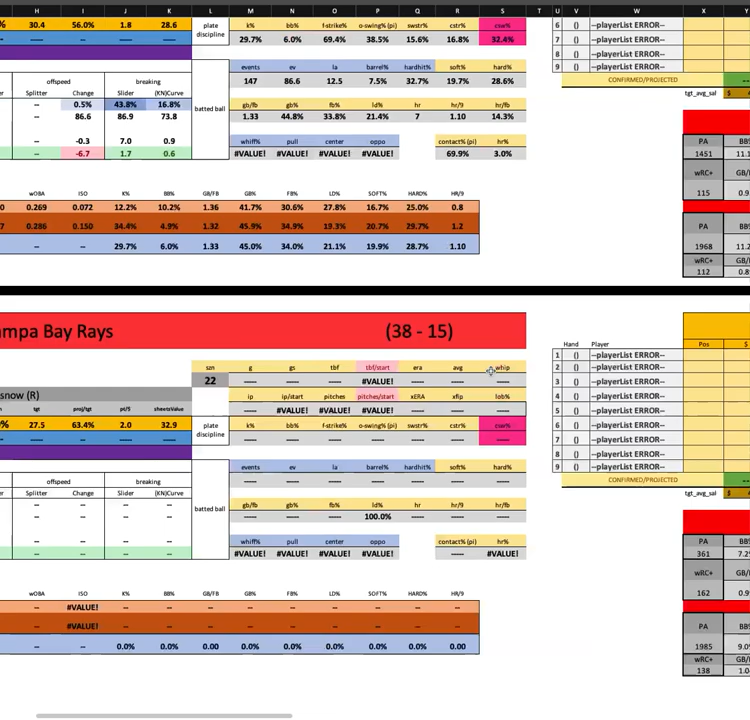 H I J K L M N O P Q R S T U V W X Y
% 30.4 56.0% 1.8 28.6 plate discipline k% bb% f-strike% o-swing% (pi) swstr% cstr% csw% 6 () --playerList ERROR--
-- -- -- -- 29.7% 6.0% 69.4% 38.5% 15.6% 16.8% 32.4% 7 () --playerList ERROR--
8 () --playerList ERROR--
events ev la barrel% hardhit% soft% hard% 9 () --playerList ERROR--
offspeed breaking 147 86.6 12.5 7.5% 32.7% 19.7% 28.6% CONFIRMED/PROJECTED --
Splitter Change Slider (KN)Curve tgt_avg_sal $
-- 0.5% 43.8% 16.8% batted ball gb/fb gb% fb% ld% hr hr/9 hr/fb
-- 86.6 86.9 73.8 1.33 44.8% 33.8% 21.4% 7 1.10 14.3%
PA BB%
-- -0.3 7.0 0.9 whiff% pull center oppo contact% (pi) hr% 1451 11.1
-- -6.7 1.7 0.6 #VALUE! #VALUE! #VALUE! #VALUE! 69.9% 3.0%
wRC+ GB/
wOBA ISO K% BB% GB/FB GB% FB% LD% SOFT% HARD% HR/9 115 0.9
0 0.269 0.072 12.2% 10.2% 1.36 41.7% 30.6% 27.8% 16.7% 25.0% 0.8
7 0.286 0.150 34.4% 4.9% 1.32 45.9% 34.9% 19.3% 20.7% 29.7% 1.2 PA BB%
-- -- 29.7% 6.0% 1.33 45.0% 34.0% 21.1% 19.9% 28.7% 1.10 1968 11.2
wRC+ GB/
112 0.8
mpa Bay Rays (38 - 15)
Hand Player Pos $
1 () --playerList ERROR--
szn g gs tbf tbf/start era avg whip 2 () --playerList ERROR--
22 ---- ---- ---- #VALUE! ---- ---- ---- 3 () --playerList ERROR--
snow (R) ip ip/start pitches pitches/start xERA xfip lob% 4 () --playerList ERROR--
tgt proj/tgt pt/$ sheetsValue ---- #VALUE! #VALUE! #VALUE! ---- ---- ---- 5 () --playerList ERROR--
% 27.5 63.4% 2.0 32.9 plate discipline k% bb% f-strike% o-swing% (pi) swstr% cstr% csw% 6 () --playerList ERROR--
---- ---- ---- ---- ---- ---- ---- ---- ---- ---- ---- 7 () --playerList ERROR--
8 () --playerList ERROR--
events ev la barrel% hardhit% soft% hard% 9 () --playerList ERROR--
offspeed breaking ---- ---- ---- ---- ---- ---- ---- CONFIRMED/PROJECTED --
Splitter Change Slider (KN)Curve tgt_avg_sal $
-- -- -- -- batted ball gb/fb gb% fb% ld% hr hr/9 hr/fb
-- -- -- -- ---- ---- ---- 100.0% ---- ---- ----
-- -- -- -- whiff% pull center oppo contact% (pi) hr% PA BB%
-- -- -- -- #VALUE! #VALUE! #VALUE! #VALUE! ---- #VALUE! 361 7.2
wRC+ GB/
wOBA ISO K% BB% GB/FB GB% FB% LD% SOFT% HARD% HR/9 162 0.9
-- #VALUE! -- -- -- -- -- -- -- -- --
-- #VALUE! -- -- -- -- -- -- -- -- -- PA BB%
-- -- 0.0% 0.0% 0.00 0.0% 0.0% 0.0% 0.0% 0.0% 0.00 1985 9.0
wRC+ GB/
138 1.0